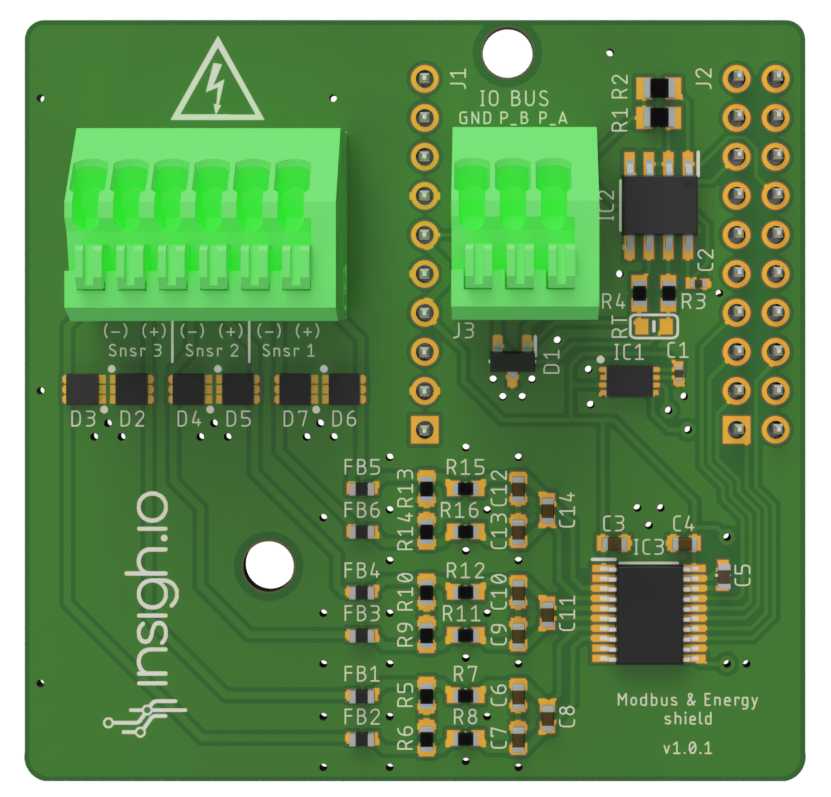 J1
J2
R2
R1
IO BUS
GND P_B P_A
IC2
C2
R4
R3
RT
J3
D1
IC1
C1
(-) (+) (-) (+) (-) (+)
Snsr 3 Snsr 2 Snsr 1
D3 D2 D4 D5 D7 D6
FB5 R13 R15 C12
C14
FB6 R14 R16 C13
C3 C4
IC3
C5
FB4 R10 R12 C10
C11
FB3 R9 R11 C9
FB1 R5 R7 C6
C8
FB2 R6 R8 C7
insigh.io
Modbus & Energy
shield
v1.0.1